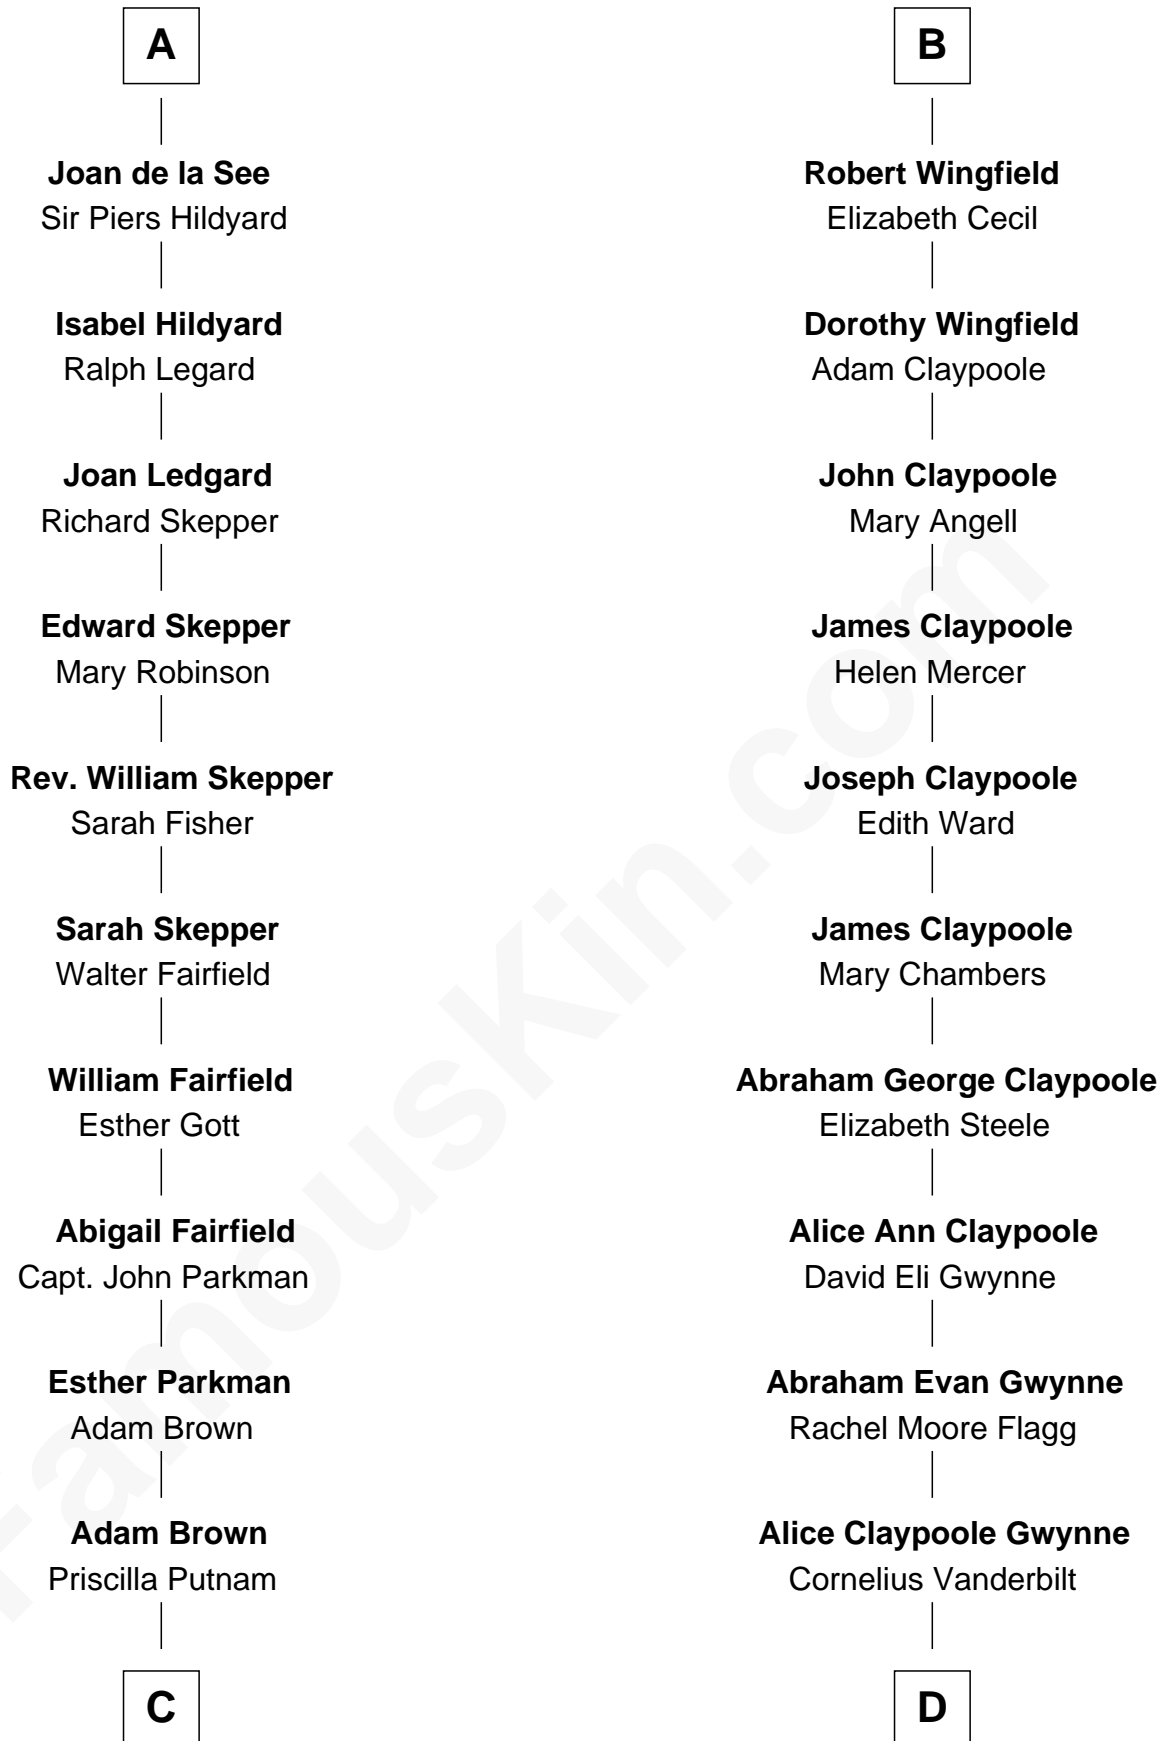 A
Joan de la See
Sir Piers Hildyard
Isabel Hildyard
Ralph Legard
Joan Ledgard
Richard Skepper
Edward Skepper
Mary Robinson
Rev. William Skepper
Sarah Fisher
Sarah Skepper
Walter Fairfield
William Fairfield
Esther Gott
Abigail Fairfield
Capt. John Parkman
Esther Parkman
Adam Brown
Adam Brown
Priscilla Putnam
C
B
Robert Wingfield
Elizabeth Cecil
Dorothy Wingfield
Adam Claypoole
John Claypoole
Mary Angell
James Claypoole
Helen Mercer
Joseph Claypoole
Edith Ward
James Claypoole
Mary Chambers
Abraham George Claypoole
Elizabeth Steele
Alice Ann Claypoole
David Eli Gwynne
Abraham Evan Gwynne
Rachel Moore Flagg
Alice Claypoole Gwynne
Cornelius Vanderbilt
D
FamousKin.com